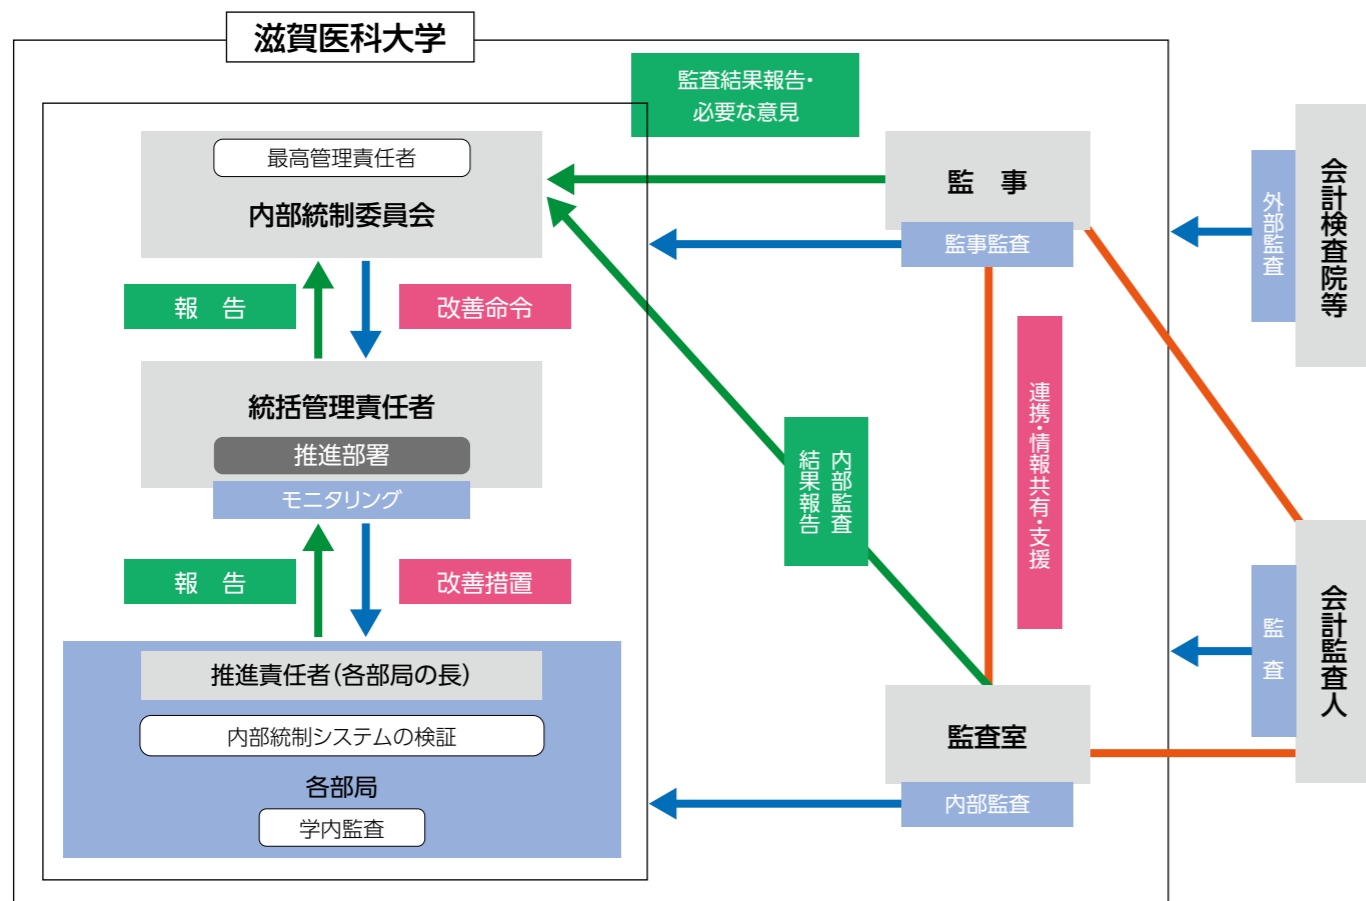 滋賀医科大学
監査結果報告・
必要な意見
最高管理責任者
内部統制委員会
報　告
改善命令
統括管理責任者
推進部署
モニタリング
報　告
改善措置
推進責任者（各部局の長）
内部統制システムの検証
各部局
学内監査
監　事
監事監査
内部監査
結果報告
連携・情報共有・支援
監査室
内部監査
外部監査
会計検査院等
監　査
会計監査人